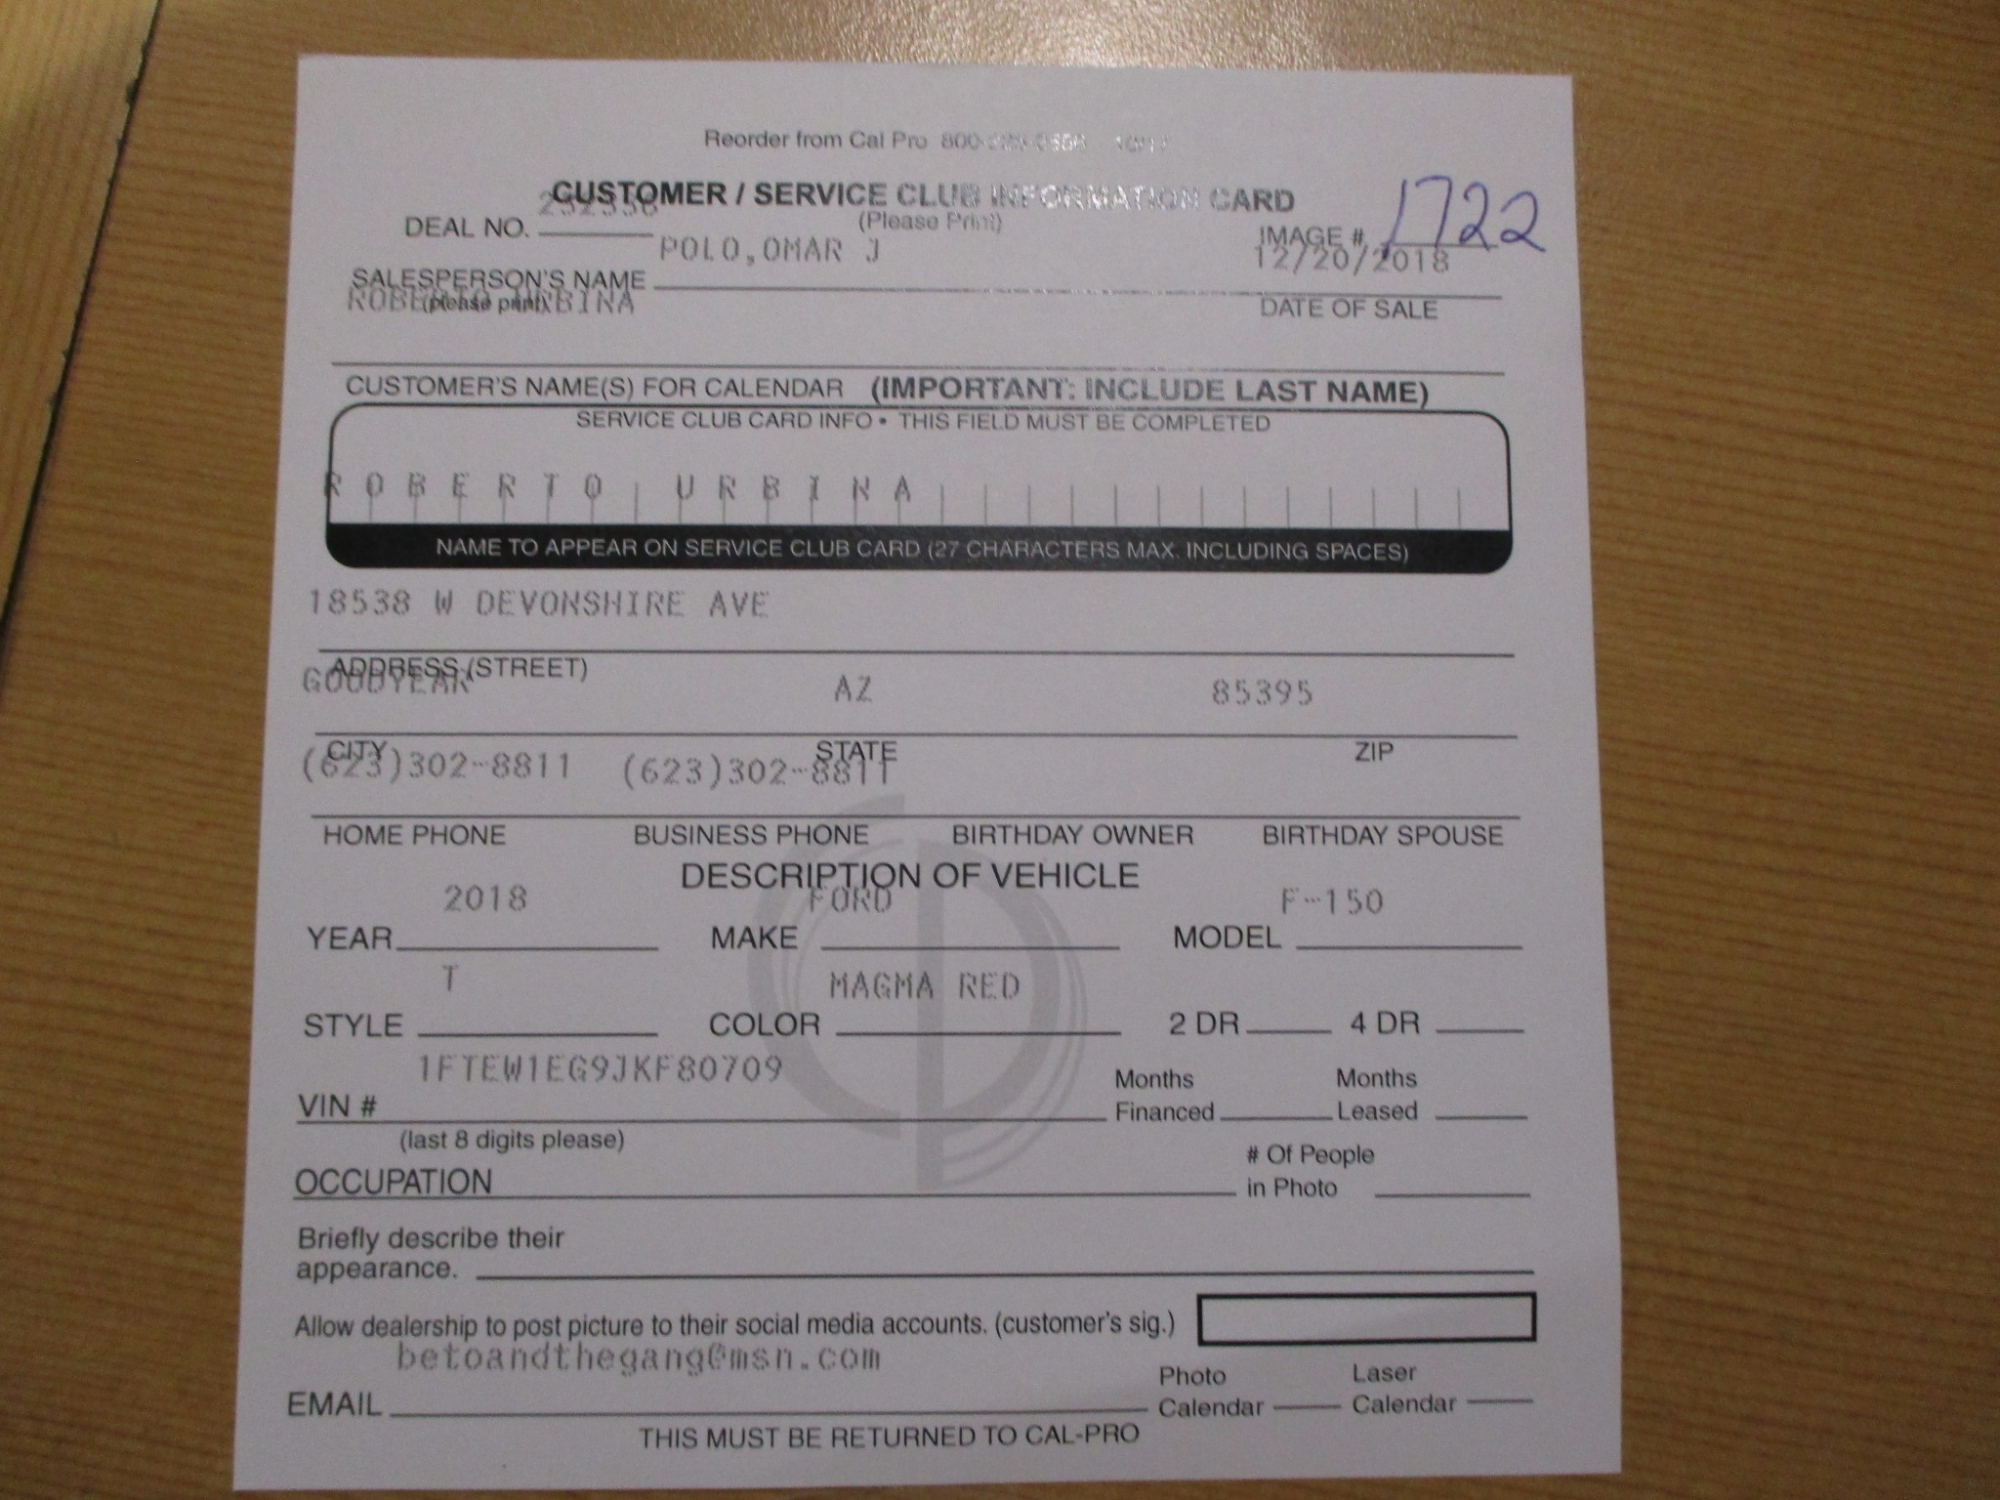 Reorder from Cal Pro 800
CUSTOMER / SERVICE CLUB INFORMATION CARD
(Please Print)
DEAL NO.
IMAGE # 1722
POLO,OMAR J
12/20/2018
SALESPERSON'S NAME
(please print)
DATE OF SALE
ROBERTO URBINA
CUSTOMER'S NAME(S) FOR CALENDAR (IMPORTANT: INCLUDE LAST NAME)
SERVICE CLUB CARD INFO • THIS FIELD MUST BE COMPLETED
ROBERTO URBINA
NAME TO APPEAR ON SERVICE CLUB CARD (27 CHARACTERS MAX. INCLUDING SPACES)
18538 W DEVONSHIRE AVE
ADDRESS (STREET)
GOODYEAR AZ 85395
CITY STATE ZIP
(623)302-8811 (623)302-8811
HOME PHONE BUSINESS PHONE BIRTHDAY OWNER BIRTHDAY SPOUSE
DESCRIPTION OF VEHICLE
2018 FORD F-150
YEAR MAKE MODEL
T MAGMA RED
STYLE COLOR 2 DR 4 DR
1FTEW1EG9JKF80709
VIN # Months Financed Months Leased
(last 8 digits please)
OCCUPATION # Of People in Photo
Briefly describe their
appearance.
Allow dealership to post picture to their social media accounts. (customer's sig.)
betoandthegang@msn.com
EMAIL Photo Calendar Laser Calendar
THIS MUST BE RETURNED TO CAL-PRO